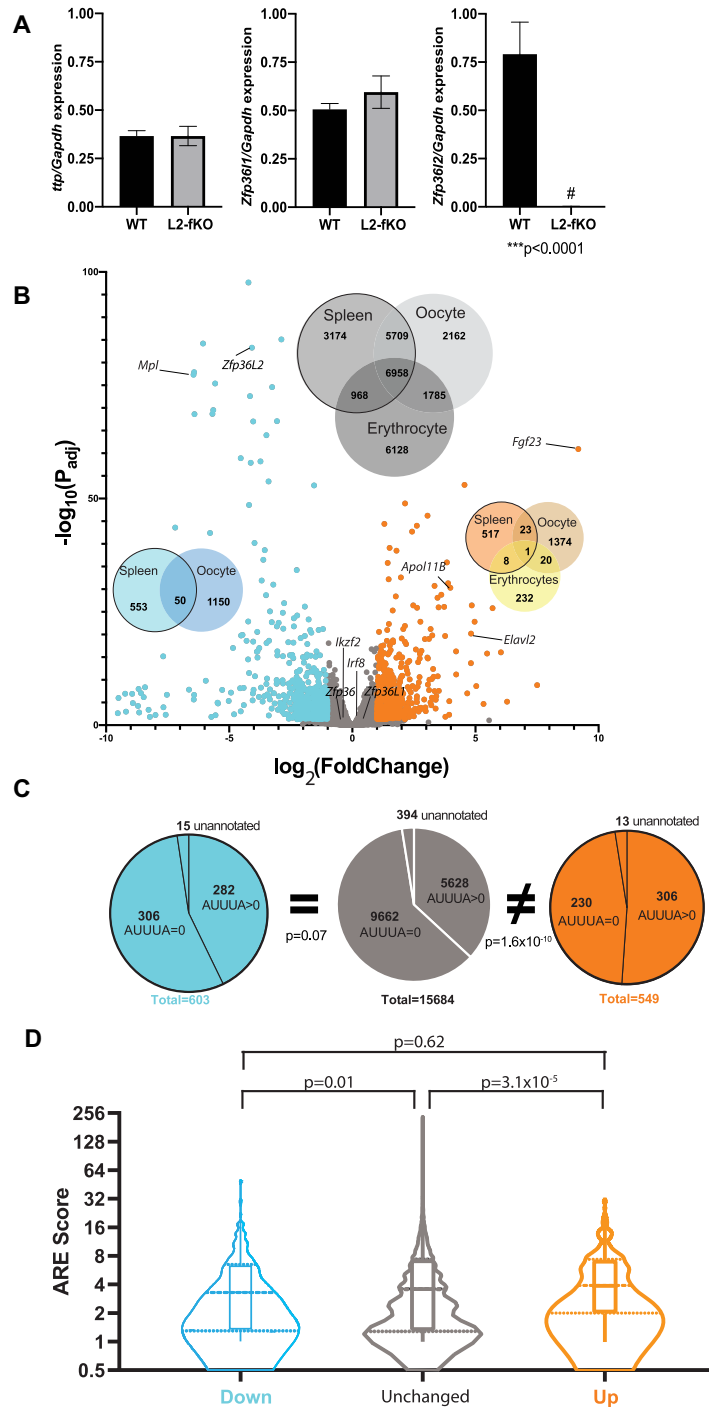 A
ttp/Gapdh expression
1.00
0.75
0.50
0.25
0.00
WT
L2-fKO
Zfp36l1/Gapdh expression
1.00
0.75
0.50
0.25
0.00
WT
L2-fKO
Zfp36l2/Gapdh expression
1.00
0.75
0.50
0.25
0.00
#
WT
L2-fKO
***p<0.0001
B
-log10(Padj)
100
50
0
Mpl
Zfp36L2
Spleen
3174
5709
Oocyte
2162
6958
968
1785
Erythrocyte
6128
Fgf23
Spleen
517
23
Oocyte
1374
1
8
20
Erythrocytes
232
Spleen
553
50
Oocyte
1150
Apol11B
Elavl2
Ikzf2
Irf8
Zfp36
Zfp36L1
-10
-5
0
5
10
log2(FoldChange)
C
15 unannotated
282
AUUUA>0
306
AUUUA=0
Total=603
=
p=0.07
394 unannotated
5628
AUUUA>0
9662
AUUUA=0
Total=15684
≠
p=1.6x10-10
13 unannotated
230
AUUUA=0
306
AUUUA>0
Total=549
D
p=0.62
p=0.01
p=3.1x10-5
ARE Score
256
128
64
32
16
8
4
2
1
0.5
Down
Unchanged
Up